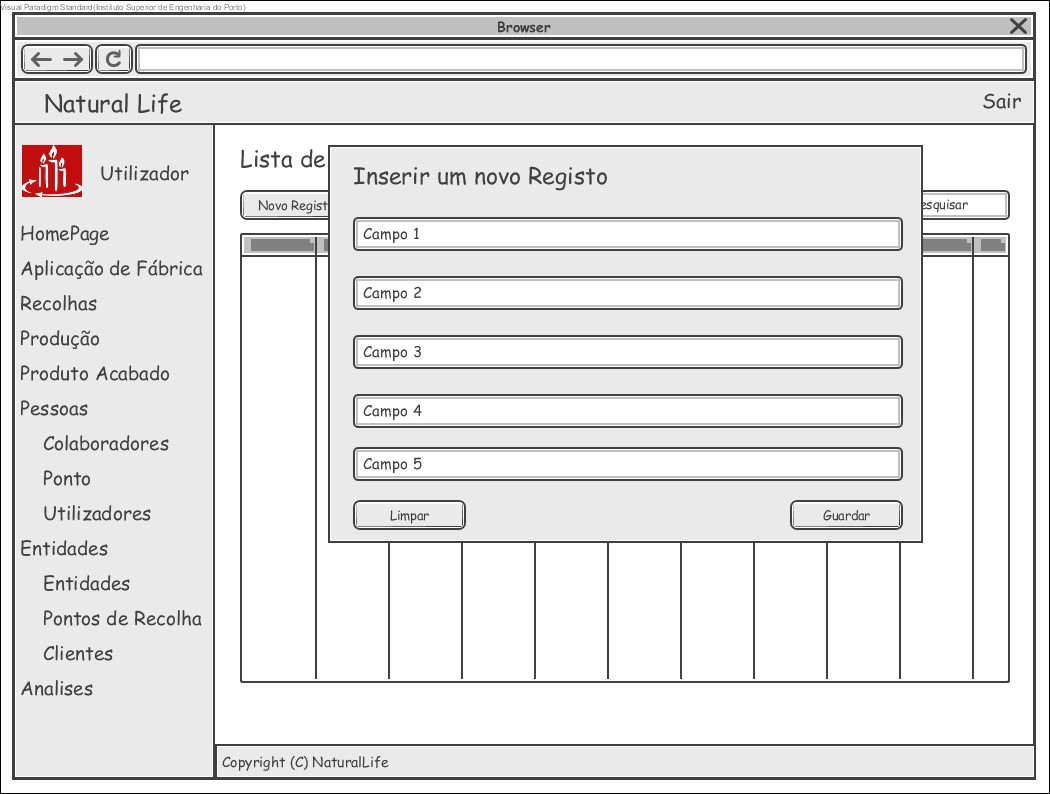 Visual Paradigm Standard(Instituto Superior de Engenharia do Porto)
Browser
Natural Life
Sair
Utilizador
HomePage
Aplicação de Fábrica
Recolhas
Produção
Produto Acabado
Pessoas
Colaboradores
Ponto
Utilizadores
Entidades
Entidades
Pontos de Recolha
Clientes
Analises
Lista de
Novo Regist
esquisar
Inserir um novo Registo
Campo 1
Campo 2
Campo 3
Campo 4
Campo 5
Limpar
Guardar
Copyright (C) NaturalLife